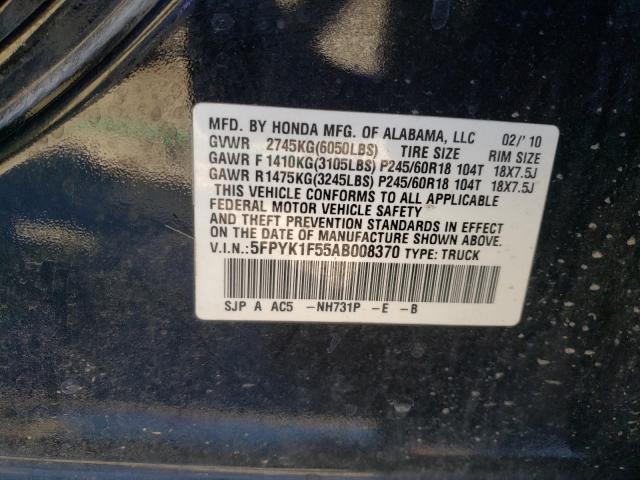 MFD. BY HONDA MFG. OF ALABAMA, LLC 02/'10
GVWR 2745KG(6050LBS) TIRE SIZE RIM SIZE
GAWR F 1410KG(3105LBS) P245/60R18 104T 18X7.5J
GAWR R1475KG(3245LBS) P245/60R18 104T 18X7.5J
THIS VEHICLE CONFORMS TO ALL APPLICABLE
FEDERAL MOTOR VEHICLE SAFETY
AND THEFT PREVENTION STANDARDS IN EFFECT
ON THE DATE OF MANUFACTURE SHOWN ABOVE.
V.I.N.:5FPYK1F55AB008370 TYPE: TRUCK
SJP A AC5 -NH731P -E -B